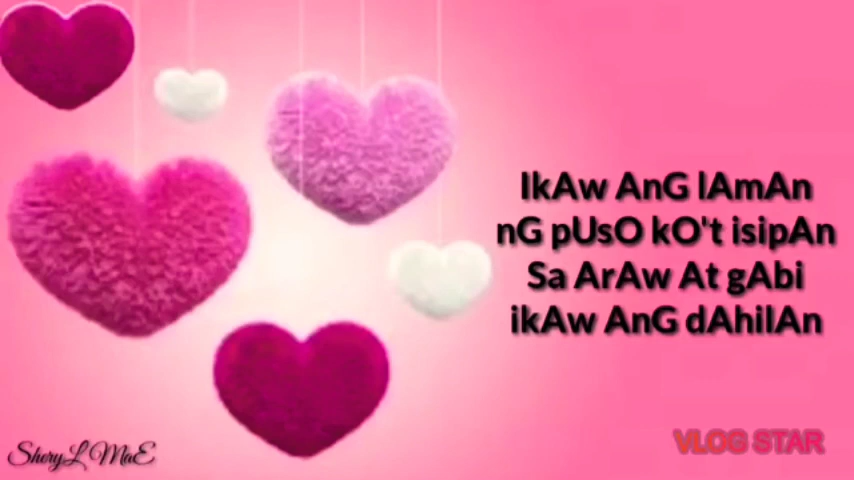 IkAw AnG lAmAn
nG pUsO kO't isipAn
Sa ArAw At gAbi
ikAw AnG dAhilAn
SheryL MaE
VLOG STAR